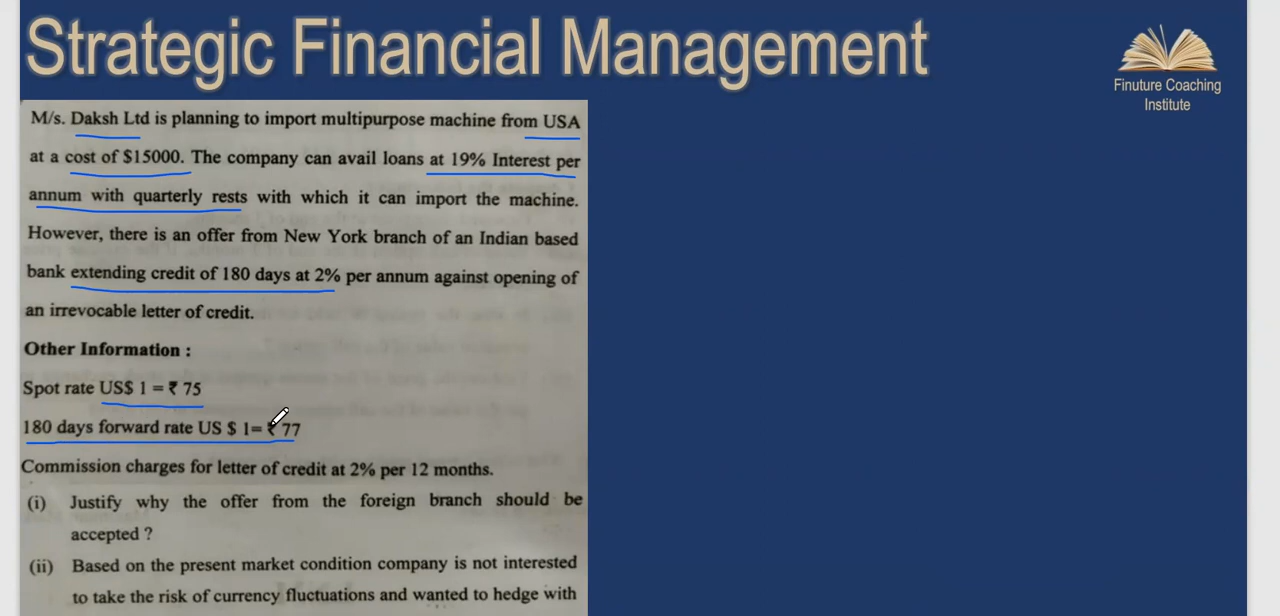 Strategic Financial Management
Finuture Coaching
Institute
M/s. Daksh Ltd is planning to import multipurpose machine from USA
at a cost of $15000. The company can avail loans at 19% Interest per
annum with quarterly rests with which it can import the machine.
However, there is an offer from New York branch of an Indian based
bank extending credit of 180 days at 2% per annum against opening of
an irrevocable letter of credit.
Other Information :
Spot rate US$ 1 = ₹ 75
180 days forward rate US $ 1= ₹ 77
Commission charges for letter of credit at 2% per 12 months.
(i) Justify why the offer from the foreign branch should be
accepted ?
(ii) Based on the present market condition company is not interested
to take the risk of currency fluctuations and wanted to hedge with